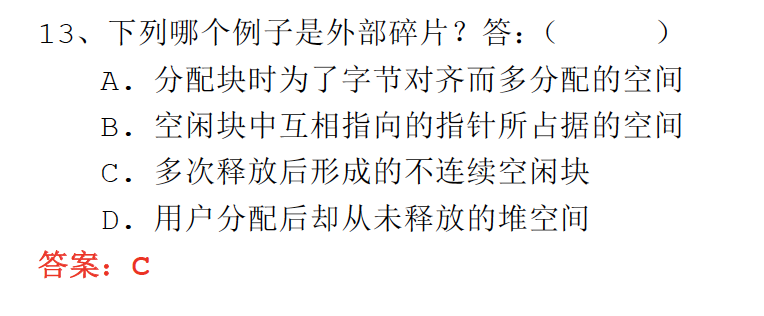 13、下列哪个例子是外部碎片？答：（　　　）
A. 分配块时为了字节对齐而多分配的空间
B. 空闲块中互相指向的指针所占据的空间
C. 多次释放后形成的不连续空闲块
D. 用户分配后却从未释放的堆空间
答案：C